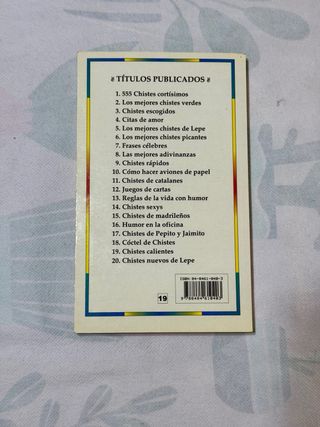 TÍTULOS PUBLICADOS
1. 555 Chistes cortísimos
2. Los mejores chistes verdes
3. Chistes escogidos
4. Citas de amor
5. Los mejores chistes de Lepe
6. Los mejores chistes picantes
7. Frases célebres
8. Las mejores adivinanzas
9. Chistes rápidos
10. Cómo hacer aviones de papel
11. Chistes de catalanes
12. Juegos de cartas
13. Reglas de la vida con humor
14. Chistes sexys
15. Chistes de madrileños
16. Humor en la oficina
17. Chistes de Pepito y Jaimito
18. Cóctel de Chistes
19. Chistes calientes
20. Chistes nuevos de Lepe
19